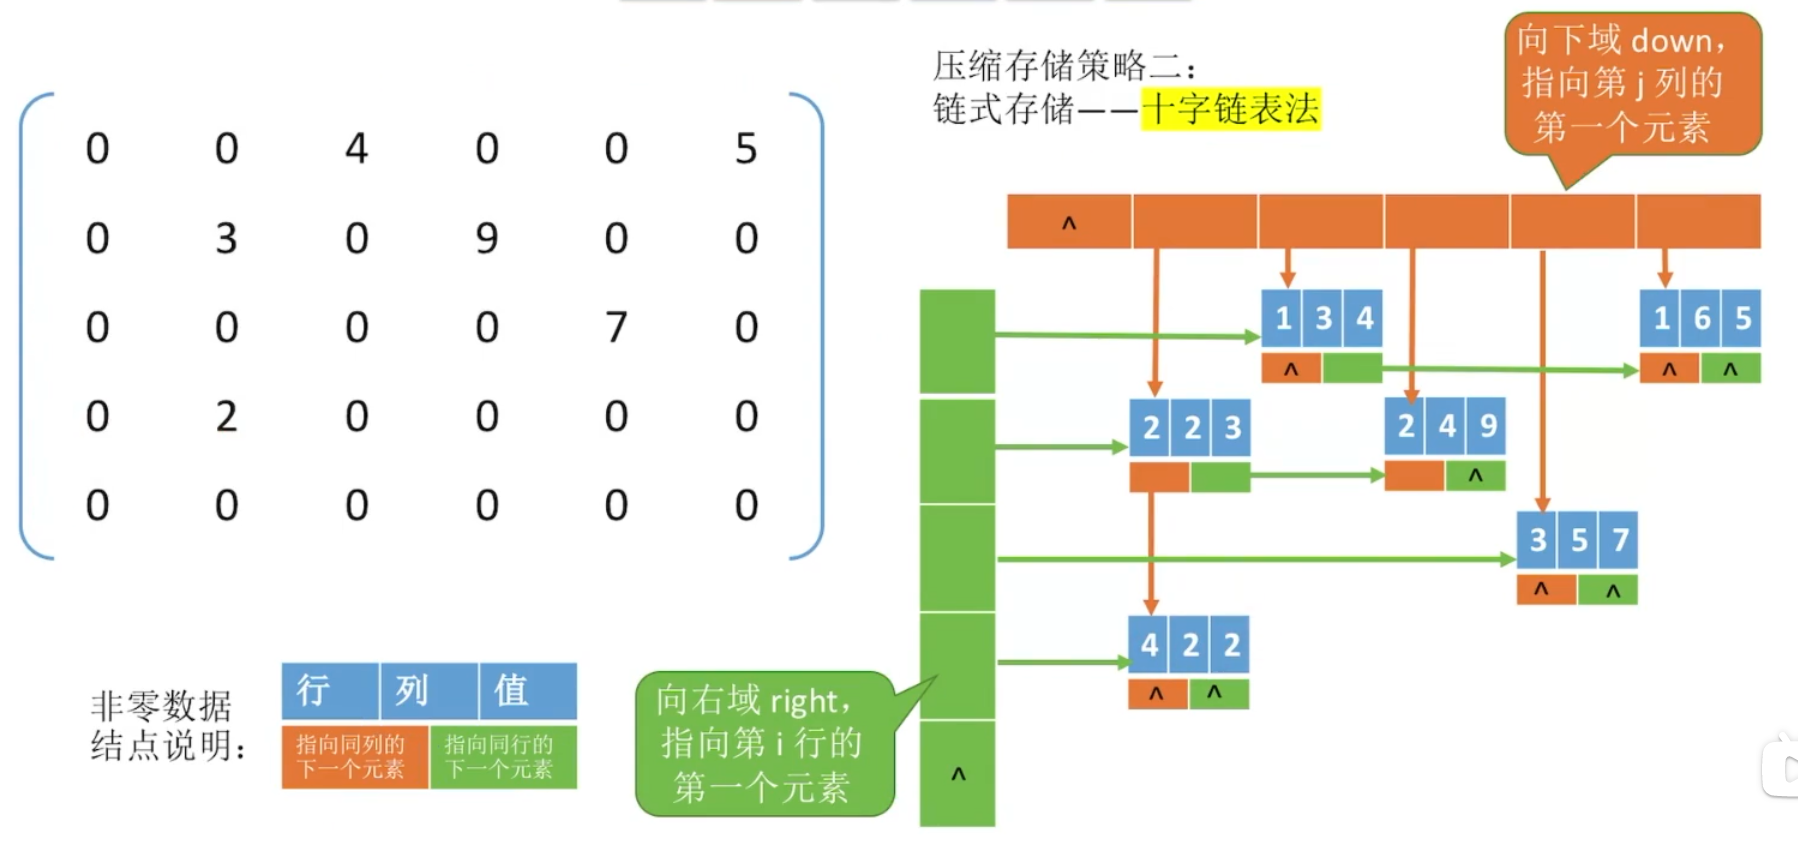 压缩存储策略二：
链式存储——十字链表法
向下域 down，
指向第 j 列的
第一个元素
0 0 4 0 0 5
0 3 0 9 0 0
0 0 0 0 7 0
0 2 0 0 0 0
0 0 0 0 0 0
^
1 3 4
^
1 6 5
^ ^
2 2 3
2 4 9
^
3 5 7
^ ^
4 2 2
^ ^
^
向右域 right，
指向第 i 行的
第一个元素
非零数据
结点说明：
行 列 值
指向同列的
下一个元素
指向同行的
下一个元素